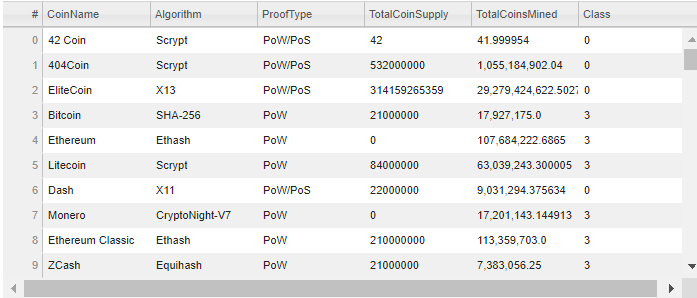 # CoinName Algorithm ProofType TotalCoinSupply TotalCoinsMined Class
0 42 Coin Scrypt PoW/PoS 42 41.999954 0
1 404Coin Scrypt PoW/PoS 532000000 1,055,184,902.04 0
2 EliteCoin X13 PoW/PoS 314159265359 29,279,424,622.5027 0
3 Bitcoin SHA-256 PoW 21000000 17,927,175.0 3
4 Ethereum Ethash PoW 0 107,684,222.6865 3
5 Litecoin Scrypt PoW 84000000 63,039,243.300005 3
6 Dash X11 PoW/PoS 22000000 9,031,294.375634 0
7 Monero CryptoNight-V7 PoW 0 17,201,143.144913 3
8 Ethereum Classic Ethash PoW 210000000 113,359,703.0 3
9 ZCash Equihash PoW 21000000 7,383,056.25 3